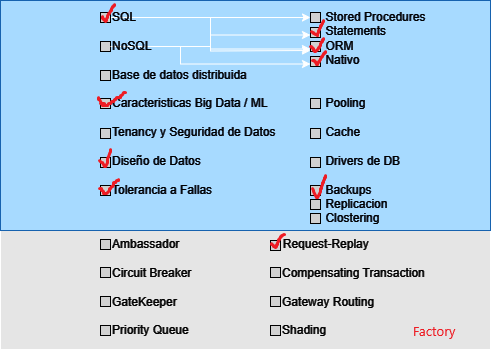 SQL
Stored Procedures
Statements
NoSQL
ORM
Nativo
Base de datos distribuida
Caracteristicas Big Data / ML
Pooling
Tenancy y Seguridad de Datos
Cache
Diseño de Datos
Drivers de DB
Tolerancia a Fallas
Backups
Replicacion
Clostering
Ambassador
Request-Replay
Circuit Breaker
Compensating Transaction
GateKeeper
Gateway Routing
Priority Queue
Shading
Factory